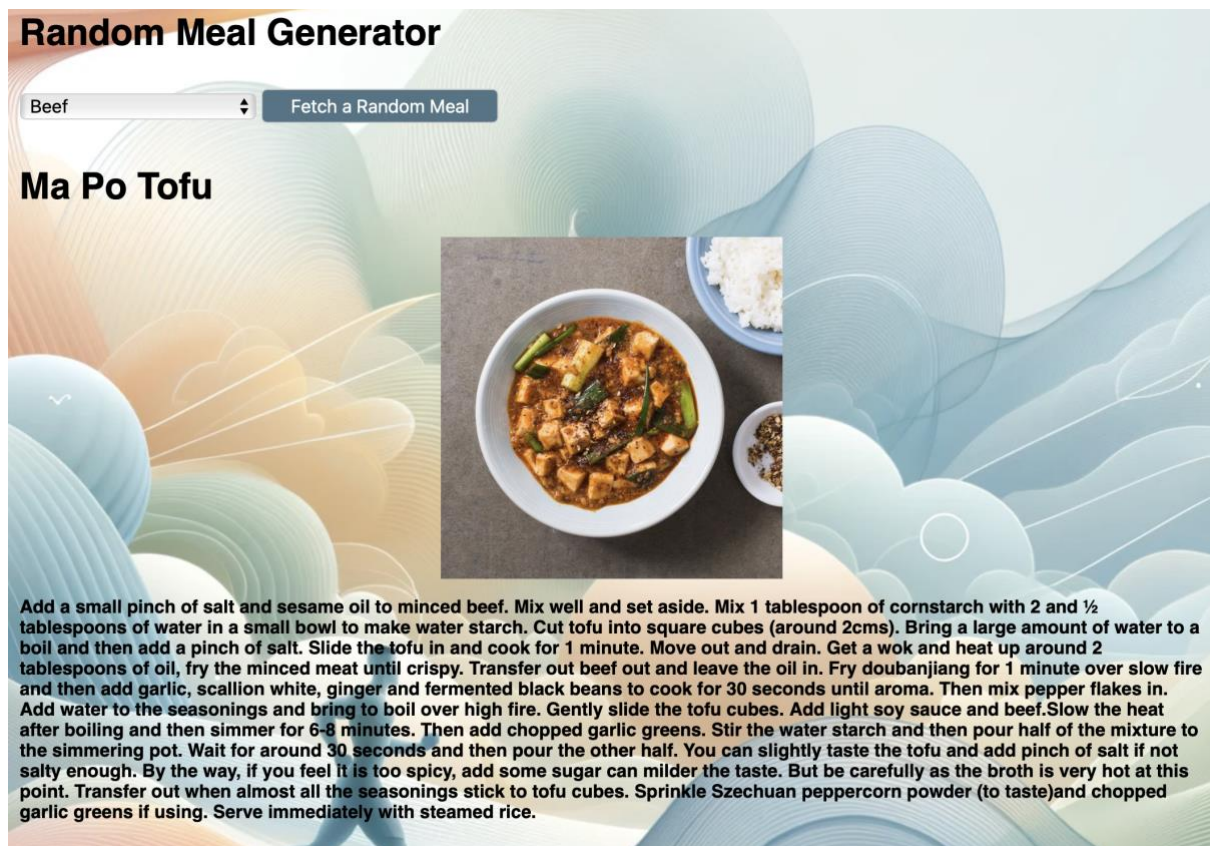 Random Meal Generator
Beef
Fetch a Random Meal
Ma Po Tofu
Add a small pinch of salt and sesame oil to minced beef. Mix well and set aside. Mix 1 tablespoon of cornstarch with 2 and ½
tablespoons of water in a small bowl to make water starch. Cut tofu into square cubes (around 2cms). Bring a large amount of water to a
boil and then add a pinch of salt. Slide the tofu in and cook for 1 minute. Move out and drain. Get a wok and heat up around 2
tablespoons of oil, fry the minced meat until crispy. Transfer out beef out and leave the oil in. Fry doubanjiang for 1 minute over slow fire
and then add garlic, scallion white, ginger and fermented black beans to cook for 30 seconds until aroma. Then mix pepper flakes in.
Add water to the seasonings and bring to boil over high fire. Gently slide the tofu cubes. Add light soy sauce and beef.Slow the heat
after boiling and then simmer for 6-8 minutes. Then add chopped garlic greens. Stir the water starch and then pour half of the mixture to
the simmering pot. Wait for around 30 seconds and then pour the other half. You can slightly taste the tofu and add pinch of salt if not
salty enough. By the way, if you feel it is too spicy, add some sugar can milder the taste. But be carefully as the broth is very hot at this
point. Transfer out when almost all the seasonings stick to tofu cubes. Sprinkle Szechuan peppercorn powder (to taste)and chopped
garlic greens if using. Serve immediately with steamed rice.